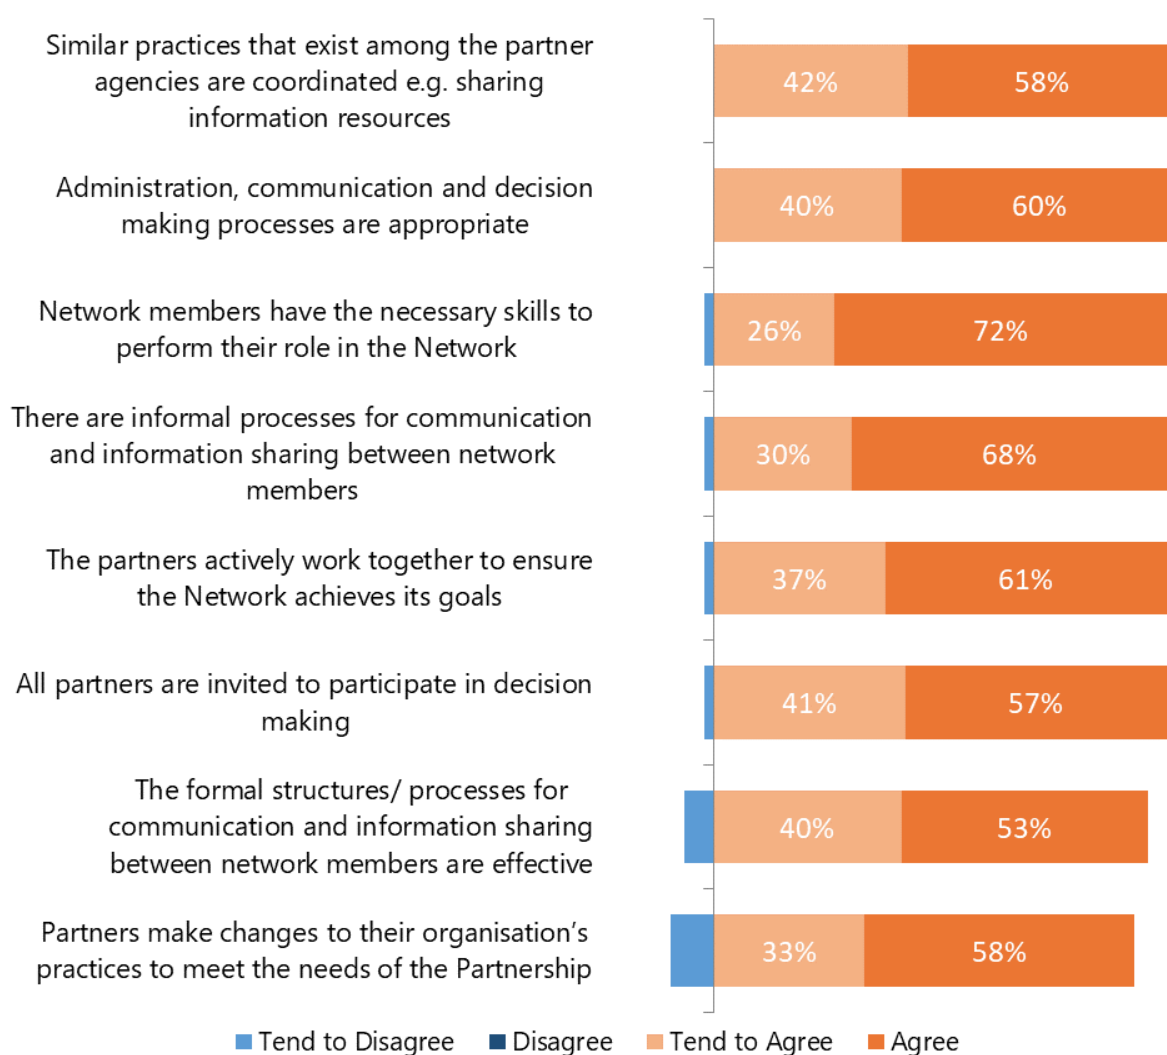 Similar practices that exist among the partner
agencies are coordinated e.g. sharing
information resources
42% 58%
Administration, communication and decision
making processes are appropriate
40% 60%
Network members have the necessary skills to
perform their role in the Network
26% 72%
There are informal processes for communication
and information sharing between network
members
30% 68%
The partners actively work together to ensure
the Network achieves its goals
37% 61%
All partners are invited to participate in decision
making
41% 57%
The formal structures/ processes for
communication and information sharing
between network members are effective
40% 53%
Partners make changes to their organisation’s
practices to meet the needs of the Partnership
33% 58%
Tend to Disagree Disagree Tend to Agree Agree